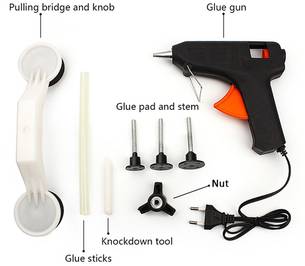 Pulling bridge and knob
Glue gun
Glue pad and stem
Nut
Knockdown tool
Glue sticks